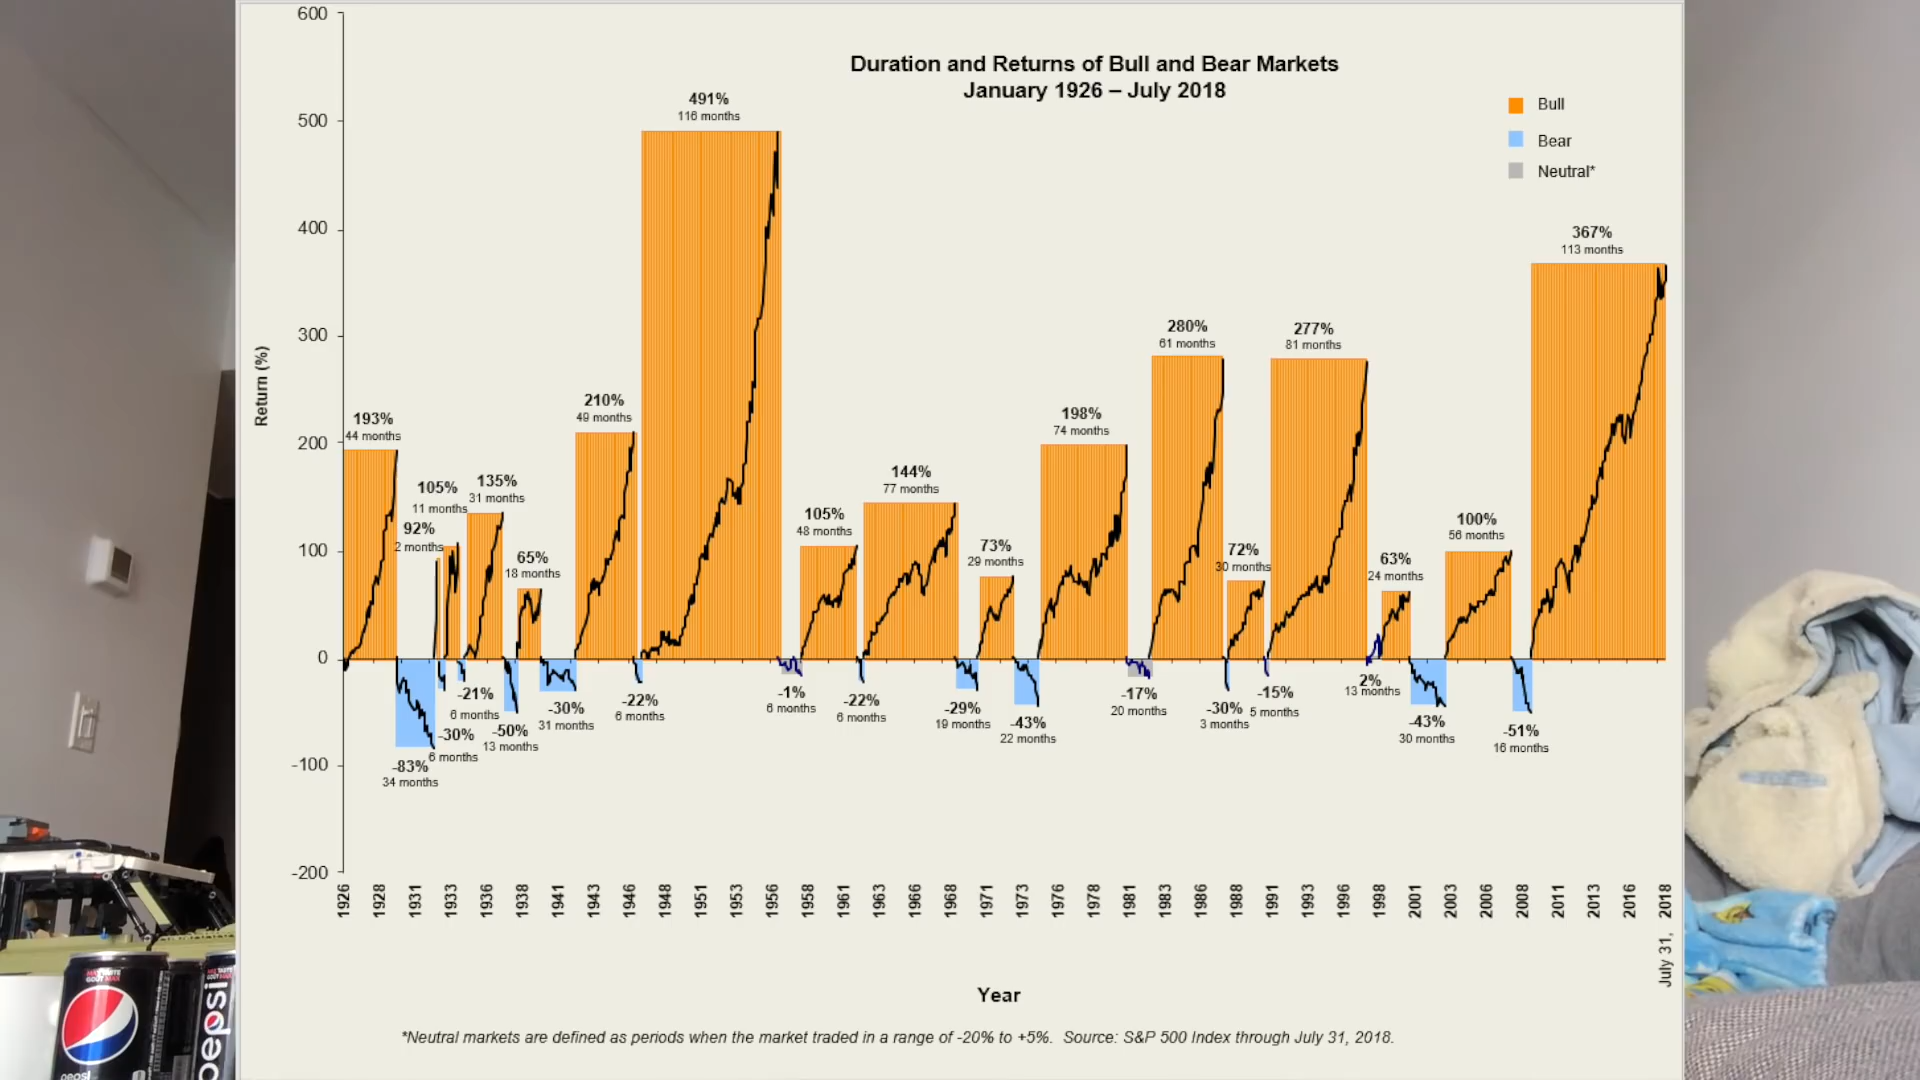 Duration and Returns of Bull and Bear Markets
January 1926 – July 2018
Bull
Bear
Neutral*
Return (%)
600
500
400
300
200
100
0
-100
-200
193%
44 months
92%
2 months
105%
11 months
135%
31 months
65%
18 months
210%
49 months
491%
116 months
105%
48 months
144%
77 months
73%
29 months
198%
74 months
280%
61 months
72%
30 months
277%
81 months
63%
24 months
100%
56 months
367%
113 months
-83%
34 months
-30%
6 months
-21%
6 months
-50%
13 months
-30%
31 months
-22%
6 months
-1%
6 months
-22%
6 months
-29%
19 months
-43%
22 months
-17%
20 months
-30%
3 months
-15%
5 months
2%
13 months
-43%
30 months
-51%
16 months
1926
1928
1931
1933
1936
1938
1941
1943
1946
1948
1951
1953
1956
1958
1961
1963
1966
1968
1971
1973
1976
1978
1981
1983
1986
1988
1991
1993
1996
1998
2001
2003
2006
2008
2011
2013
2016
July 31, 2018
Year
*Neutral markets are defined as periods when the market traded in a range of -20% to +5%. Source: S&P 500 Index through July 31, 2018.
pepsi
pepsi